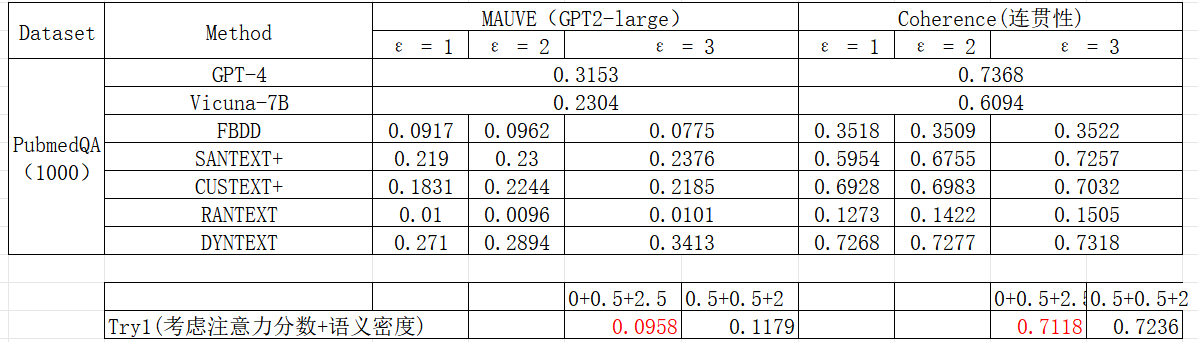 Dataset Method MAUVE（GPT2-large） Coherence(连贯性)
ε = 1 ε = 2 ε = 3 ε = 1 ε = 2 ε = 3
PubmedQA（1000）
GPT-4 0.3153 0.7368
Vicuna-7B 0.2304 0.6094
FBDD 0.0917 0.0962 0.0775 0.3518 0.3509 0.3522
SANTEXT+ 0.219 0.23 0.2376 0.5954 0.6755 0.7257
CUSTEXT+ 0.1831 0.2244 0.2185 0.6928 0.6983 0.7032
RANTEXT 0.01 0.0096 0.0101 0.1273 0.1422 0.1505
DYNTEXT 0.271 0.2894 0.3413 0.7268 0.7277 0.7318
0+0.5+2.5 0.5+0.5+2 0+0.5+2.5 0.5+0.5+2
Try1(考虑注意力分数+语义密度) 0.0958 0.1179 0.7118 0.7236